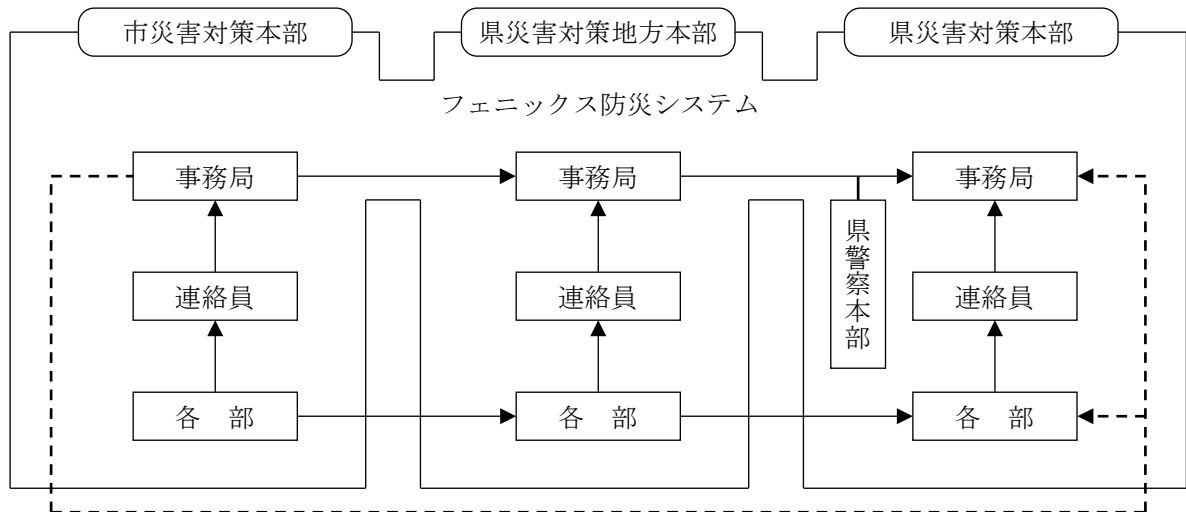 市災害対策本部
県災害対策地方本部
県災害対策本部
フェニックス防災システム
事務局
事務局
事務局
県警察本部
連絡員
連絡員
連絡員
各　部
各　部
各　部